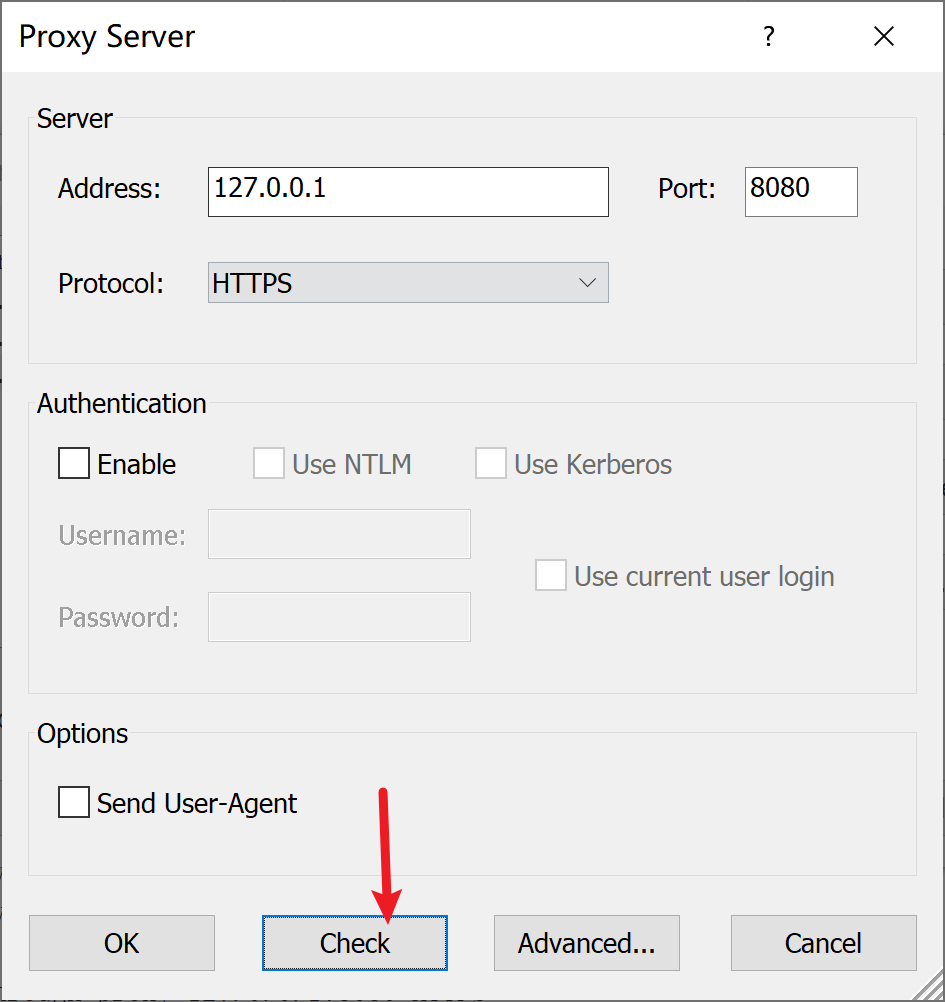 Proxy Server ?
Server
Address: 127.0.0.1 Port: 8080
Protocol: HTTPS
Authentication
Enable Use NTLM Use Kerberos
Username:
Use current user login
Password:
Options
Send User-Agent
OK Check Advanced... Cancel